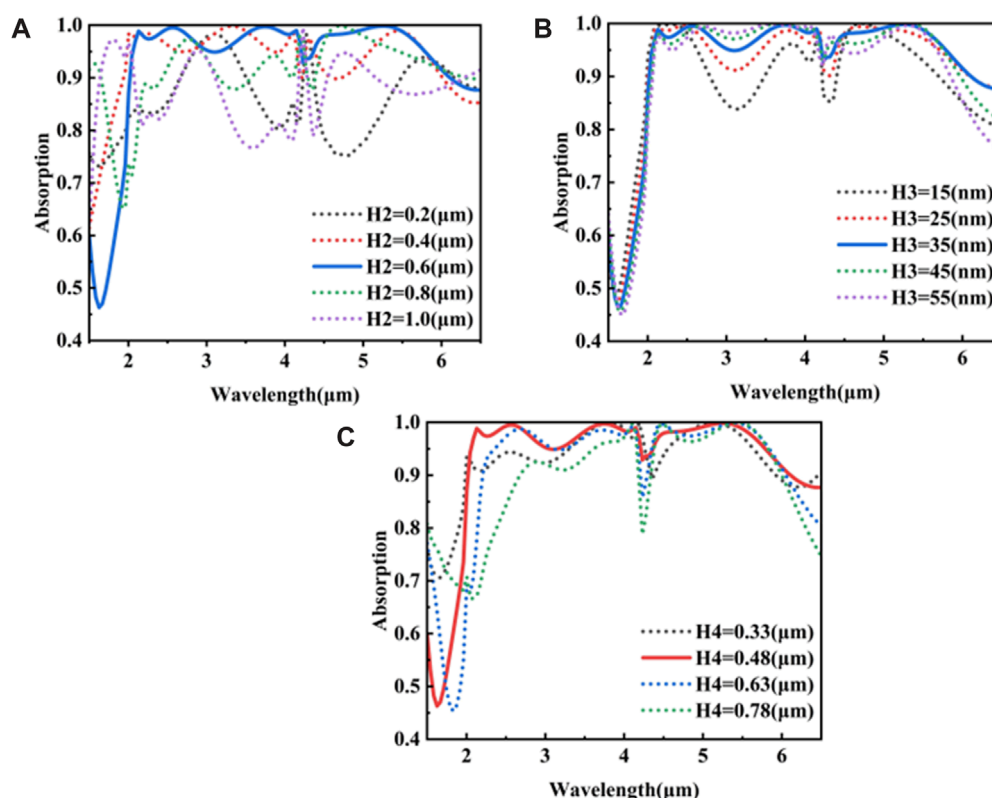 A
1.0
0.9
0.8
0.7
0.6
0.5
0.4
Absorption
H2=0.2(μm)
H2=0.4(μm)
H2=0.6(μm)
H2=0.8(μm)
H2=1.0(μm)
2 3 4 5 6
Wavelength(μm)
B
1.0
0.9
0.8
0.7
0.6
0.5
0.4
Absorption
H3=15(nm)
H3=25(nm)
H3=35(nm)
H3=45(nm)
H3=55(nm)
2 3 4 5 6
Wavelength(μm)
C
1.0
0.9
0.8
0.7
0.6
0.5
0.4
Absorption
H4=0.33(μm)
H4=0.48(μm)
H4=0.63(μm)
H4=0.78(μm)
2 3 4 5 6
Wavelength(μm)